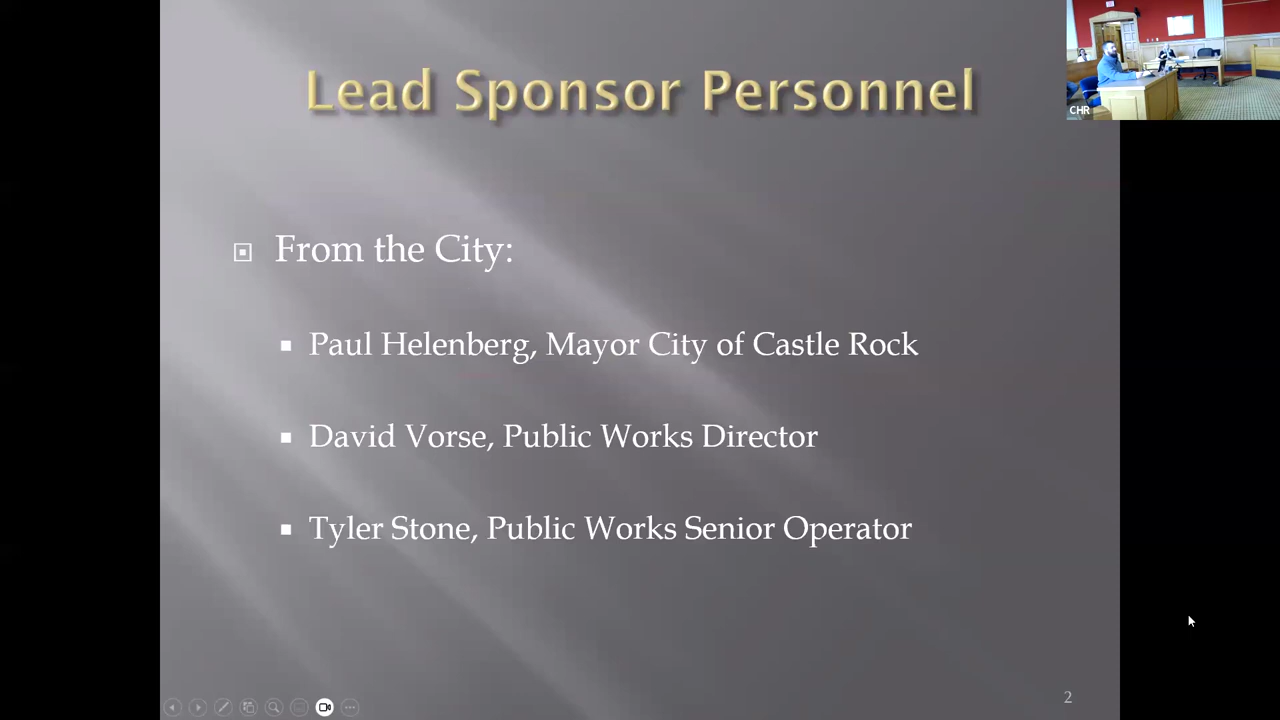 Lead Sponsor Personnel
CHR
From the City:
Paul Helenberg, Mayor City of Castle Rock
David Vorse, Public Works Director
Tyler Stone, Public Works Senior Operator
2